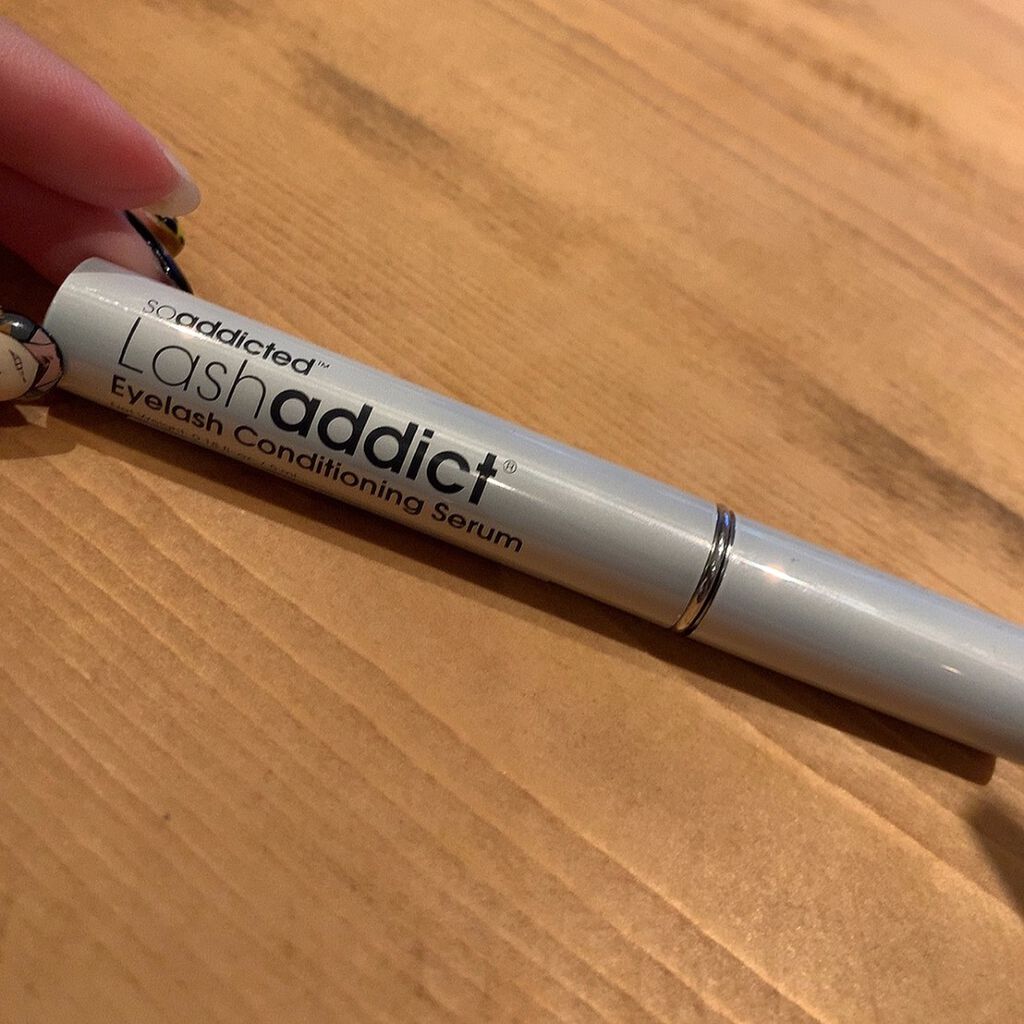 soaddicted™
Lashaddict®
Eyelash Conditioning Serum